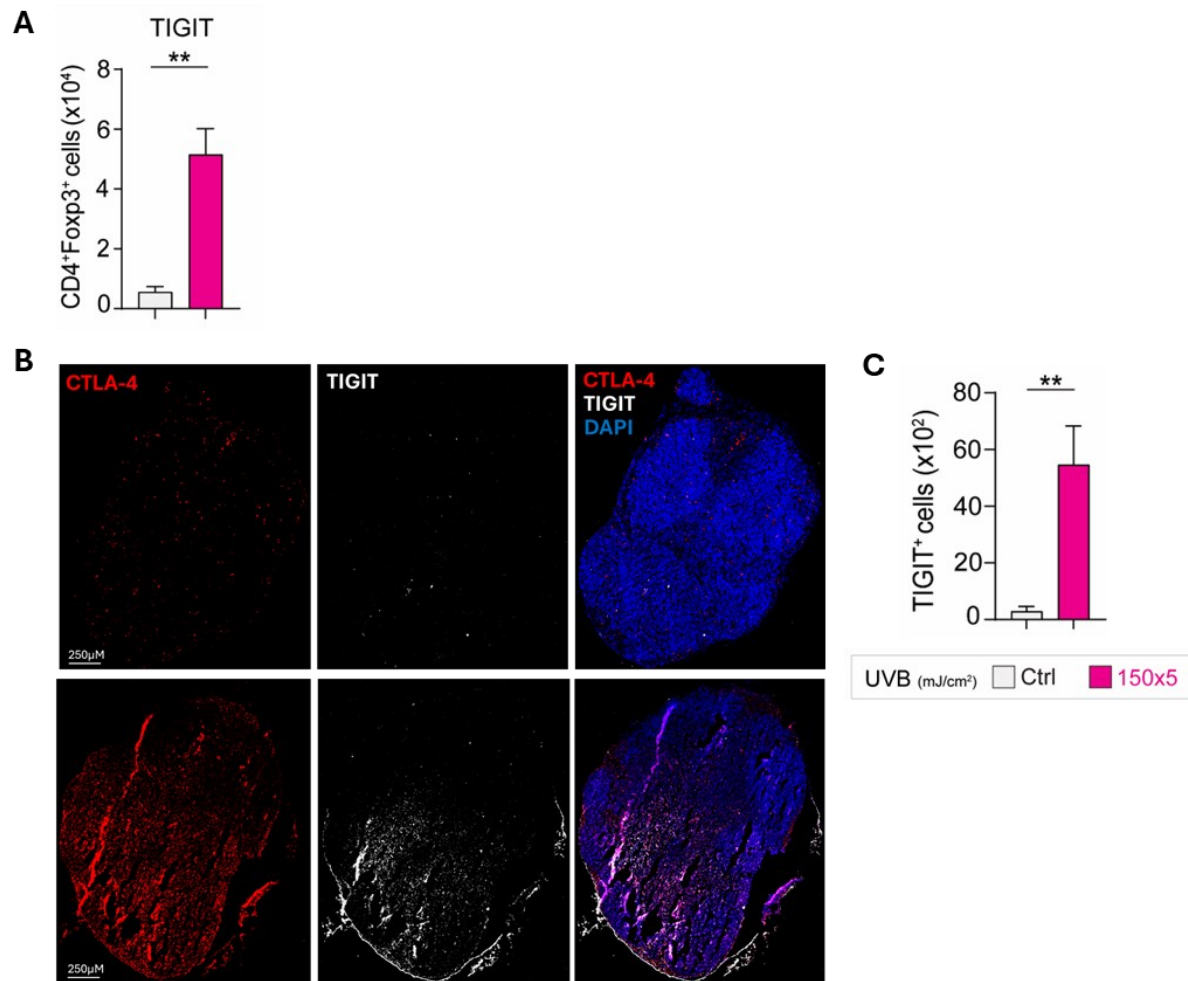 A
TIGIT
**
CD4⁺Foxp3⁺ cells (x10⁴)
8
6
4
2
0
B
CTLA-4
TIGIT
CTLA-4
TIGIT
DAPI
250µM
250µM
C
**
TIGIT⁺ cells (x10²)
80
60
40
20
0
UVB (mJ/cm²) Ctrl 150x5